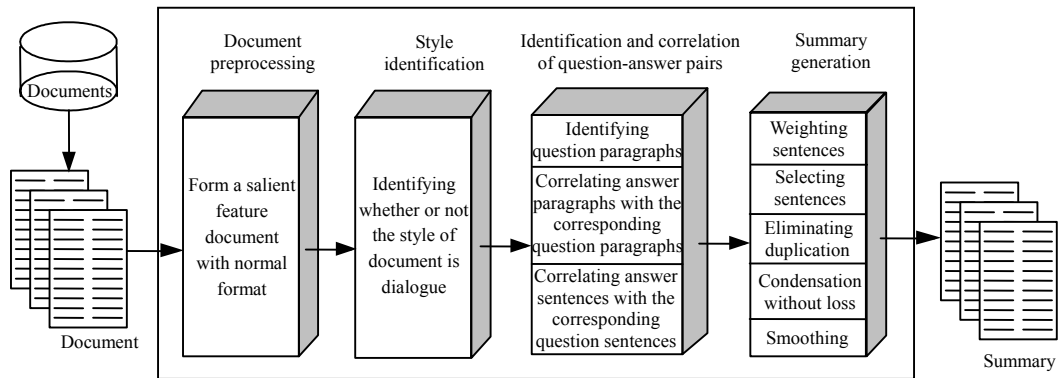 Documents
Document
Document
preprocessing
Form a salient
feature
document
with normal
format
Style
identification
Identifying
whether or not
the style of
document is
dialogue
Identification and correlation
of question-answer pairs
Identifying
question paragraphs
Correlating answer
paragraphs with the
corresponding
question paragraphs
Correlating answer
sentences with the
corresponding
question sentences
Summary
generation
Weighting
sentences
Selecting
sentences
Eliminating
duplication
Condensation
without loss
Smoothing
Summary